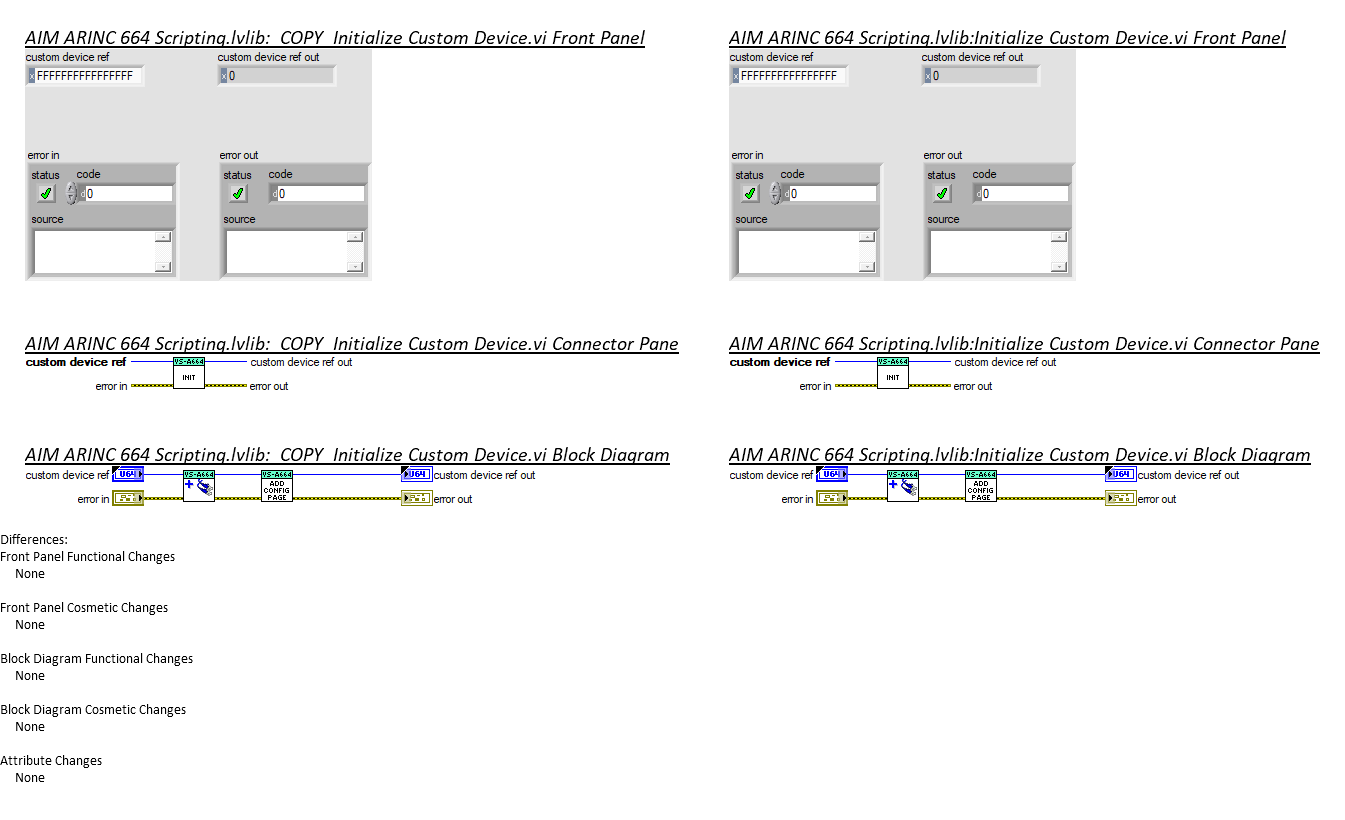 AIM ARINC 664 Scripting.lvlib:  COPY  Initialize Custom Device.vi Front Panel
custom device ref
custom device ref out
x FFFFFFFFFFFFFFFF
x 0
error in
error out
status
code
status
code
d 0
d 0
source
source
AIM ARINC 664 Scripting.lvlib:Initialize Custom Device.vi Front Panel
custom device ref
custom device ref out
x FFFFFFFFFFFFFFFF
x 0
error in
error out
status
code
status
code
d 0
d 0
source
source
AIM ARINC 664 Scripting.lvlib:  COPY  Initialize Custom Device.vi Connector Pane
custom device ref
VS-A664
INIT
custom device ref out
error in
error out
AIM ARINC 664 Scripting.lvlib:Initialize Custom Device.vi Connector Pane
custom device ref
VS-A664
INIT
custom device ref out
error in
error out
AIM ARINC 664 Scripting.lvlib:  COPY  Initialize Custom Device.vi Block Diagram
custom device ref
U64
VS-A664
VS-A664
ADD
CONFIG
PAGE
U64
custom device ref out
error in
error out
AIM ARINC 664 Scripting.lvlib:Initialize Custom Device.vi Block Diagram
custom device ref
U64
VS-A664
VS-A664
ADD
CONFIG
PAGE
U64
custom device ref out
error in
error out
Differences:
Front Panel Functional Changes
None
Front Panel Cosmetic Changes
None
Block Diagram Functional Changes
None
Block Diagram Cosmetic Changes
None
Attribute Changes
None